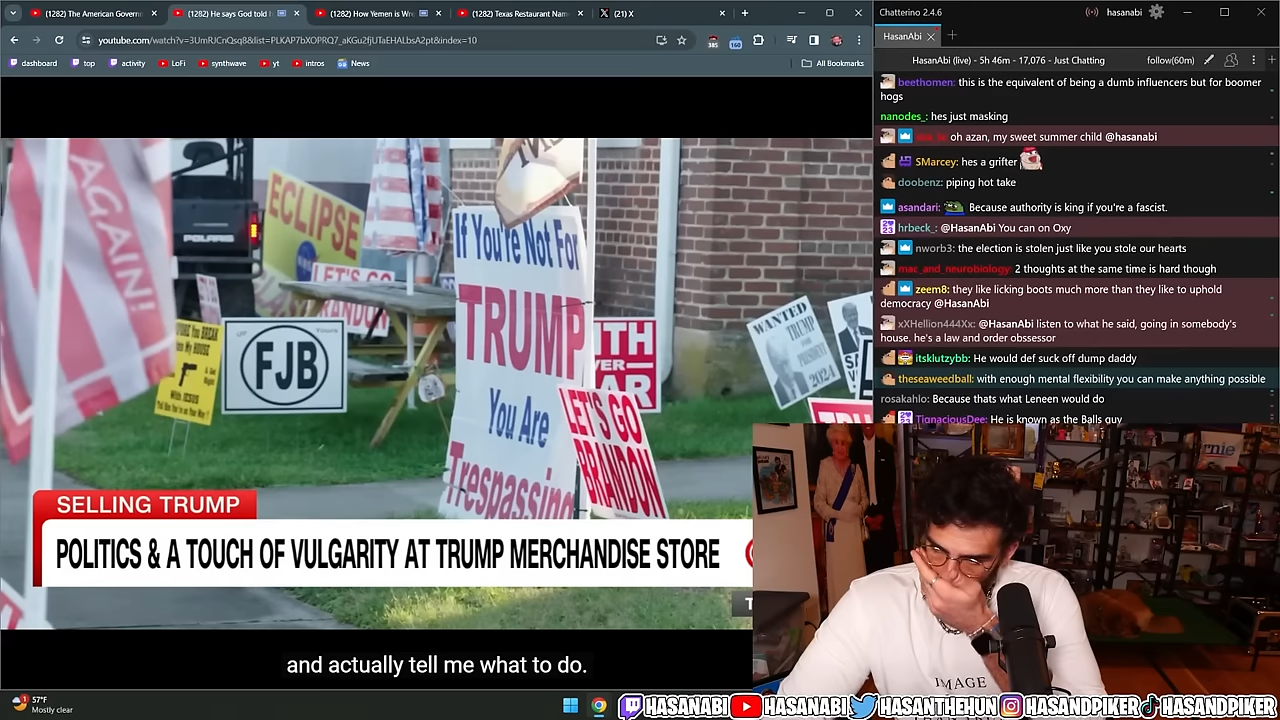 (1282) The American Governm
(1282) He says God told h
(1282) How Yemen is Wre
(1282) Texas Restaurant Nam
(21) X
youtube.com/watch?v=3UmRJCnQsq8&list=PLKAP7bXOPRQ7_aKGu2fjUTaEHALbsA2pt&index=10
385
160
dashboard
top
activity
LoFi
synthwave
yt
intros
News
All Bookmarks
AGAIN!
POLARIS
ECLIPSE
LET'S GO
BRANDON
FJB
If You're Not For
TRUMP
You Are
Trespassing
LET'S GO
BRANDON
WANTED
TRUMP
FOR
PRESIDENT
2024
SELLING TRUMP
POLITICS & A TOUCH OF VULGARITY AT TRUMP MERCHANDISE STORE
and actually tell me what to do.
Chatterino 2.4.6
hasanabi
HasanAbi
HasanAbi (live) - 5h 46m - 17,076 - Just Chatting
follow(60m)
beethomen: this is the equivalent of being a dumb influencers but for boomer
hogs
nanodes_: hes just masking
oh azan, my sweet summer child @hasanabi
SMarcey: hes a grifter
doobenz: piping hot take
asandari: Because authority is king if you're a fascist.
hrbeck_: @HasanAbi You can on Oxy
nworb3: the election is stolen just like you stole our hearts
mac_and_neurobiology: 2 thoughts at the same time is hard though
zeem8: they like licking boots much more than they like to uphold
democracy @HasanAbi
xXHellion444Xx: @HasanAbi listen to what he said, going in somebody's
house. he's a law and order obssessor
itsklutzybb: He would def suck off dump daddy
theseaweedball: with enough mental flexibility you can make anything possible
rosakahlo: Because thats what Leneen would do
TignaciousDee: He is known as the Balls guy
IMAGE
57°F
Mostly clear
HASANABI
HASANABI
HASANTHEHUN
HASANDPIKER
HASANDPIKER